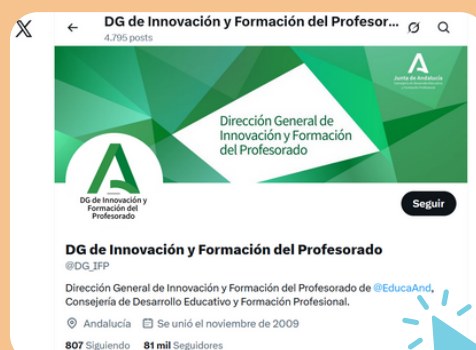 DG de Innovación y Formación del Profesor...
4.795 posts
Junta de Andalucía
Dirección General de
Innovación y Formación
del Profesorado
DG de Innovación y
Formación del
Profesorado
Seguir
DG de Innovación y Formación del Profesorado
@DG_IFP
Dirección General de Innovación y Formación del Profesorado de @EducaAnd,
Consejería de Desarrollo Educativo y Formación Profesional.
Andalucía Se unió el noviembre de 2009
807 Siguiendo 81 mil Seguidores